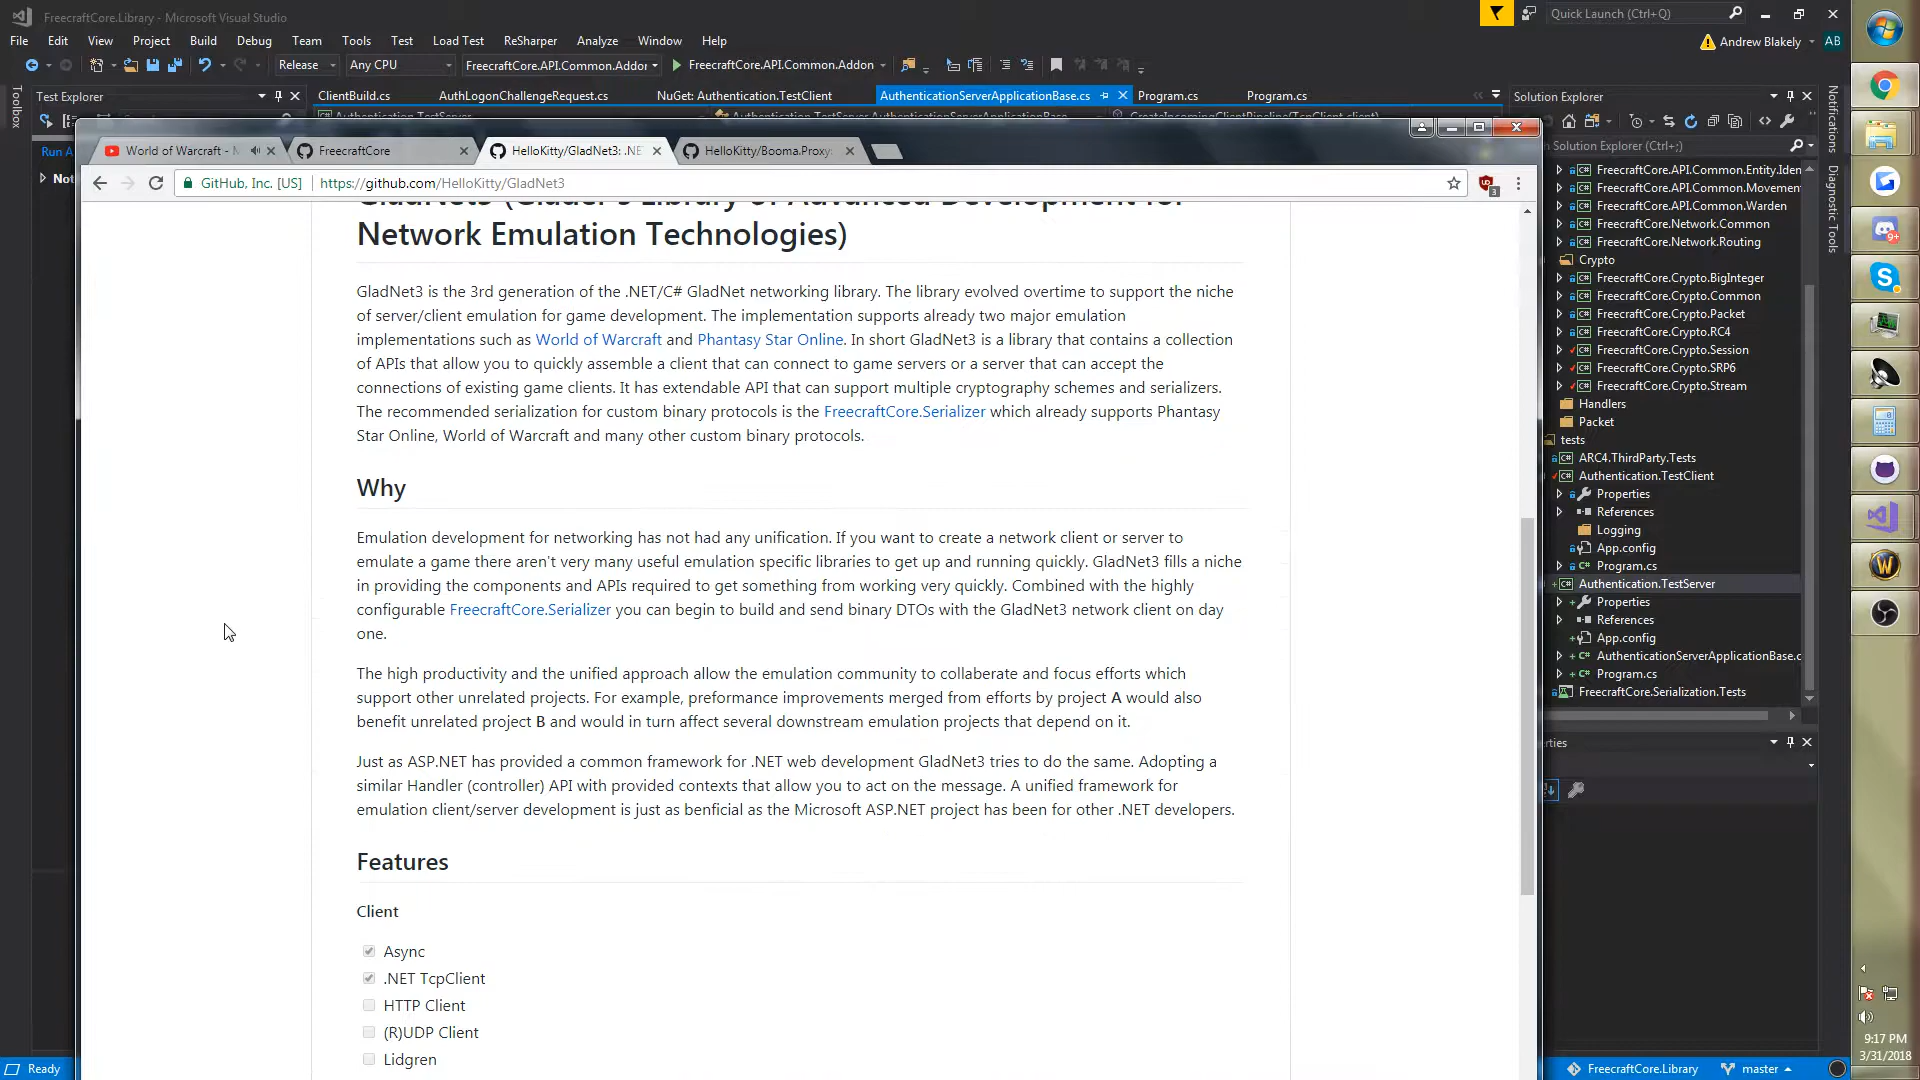 FreecraftCore.Library - Microsoft Visual Studio
Quick Launch (Ctrl+Q)
File Edit View Project Build Debug Team Tools Test Load Test ReSharper Analyze Window Help
Andrew Blakely AB
Release Any CPU FreecraftCore.API.Common.Addon FreecraftCore.API.Common.Addon
Toolbox
Test Explorer
ClientBuild.cs AuthLogonChallengeRequest.cs NuGet: Authentication.TestClient AuthenticationServerApplicationBase.cs Program.cs Program.cs
Run A
Not
World of Warcraft - M
FreecraftCore
HelloKitty/GladNet3: .NE
HelloKitty/Booma.Proxy:
GitHub, Inc. [US] https://github.com/HelloKitty/GladNet3
3
Network Emulation Technologies)
GladNet3 is the 3rd generation of the .NET/C# GladNet networking library. The library evolved overtime to support the niche
of server/client emulation for game development. The implementation supports already two major emulation
implementations such as World of Warcraft and Phantasy Star Online. In short GladNet3 is a library that contains a collection
of APIs that allow you to quickly assemble a client that can connect to game servers or a server that can accept the
connections of existing game clients. It has extendable API that can support multiple cryptography schemes and serializers.
The recommended serialization for custom binary protocols is the FreecraftCore.Serializer which already supports Phantasy
Star Online, World of Warcraft and many other custom binary protocols.
Why
Emulation development for networking has not had any unification. If you want to create a network client or server to
emulate a game there aren't very many useful emulation specific libraries to get up and running quickly. GladNet3 fills a niche
in providing the components and APIs required to get something from working very quickly. Combined with the highly
configurable FreecraftCore.Serializer you can begin to build and send binary DTOs with the GladNet3 network client on day
one.
The high productivity and the unified approach allow the emulation community to collaborate and focus efforts which
support other unrelated projects. For example, preformance improvements merged from efforts by project A would also
benefit unrelated project B and would in turn affect several downstream emulation projects that depend on it.
Just as ASP.NET has provided a common framework for .NET web development GladNet3 tries to do the same. Adopting a
similar Handler (controller) API with provided contexts that allow you to act on the message. A unified framework for
emulation client/server development is just as benficial as the Microsoft ASP.NET project has been for other .NET developers.
Features
Client
Async
.NET TcpClient
HTTP Client
(R)UDP Client
Lidgren
Solution Explorer
Search Solution Explorer (Ctrl+;)
FreecraftCore.API.Common.Entity.Iden
FreecraftCore.API.Common.Movemen
FreecraftCore.API.Common.Warden
FreecraftCore.Network.Common
FreecraftCore.Network.Routing
Crypto
FreecraftCore.Crypto.BigInteger
FreecraftCore.Crypto.Common
FreecraftCore.Crypto.Packet
FreecraftCore.Crypto.RC4
FreecraftCore.Crypto.Session
FreecraftCore.Crypto.SRP6
FreecraftCore.Crypto.Stream
Handlers
Packet
tests
ARC4.ThirdParty.Tests
Authentication.TestClient
Properties
References
Logging
App.config
Program.cs
Authentication.TestServer
Properties
References
App.config
AuthenticationServerApplicationBase.c
Program.cs
FreecraftCore.Serialization.Tests
rties
Notifications
Diagnostic Tools
9+
9:17 PM
3/31/2018
Ready
FreecraftCore.Library master